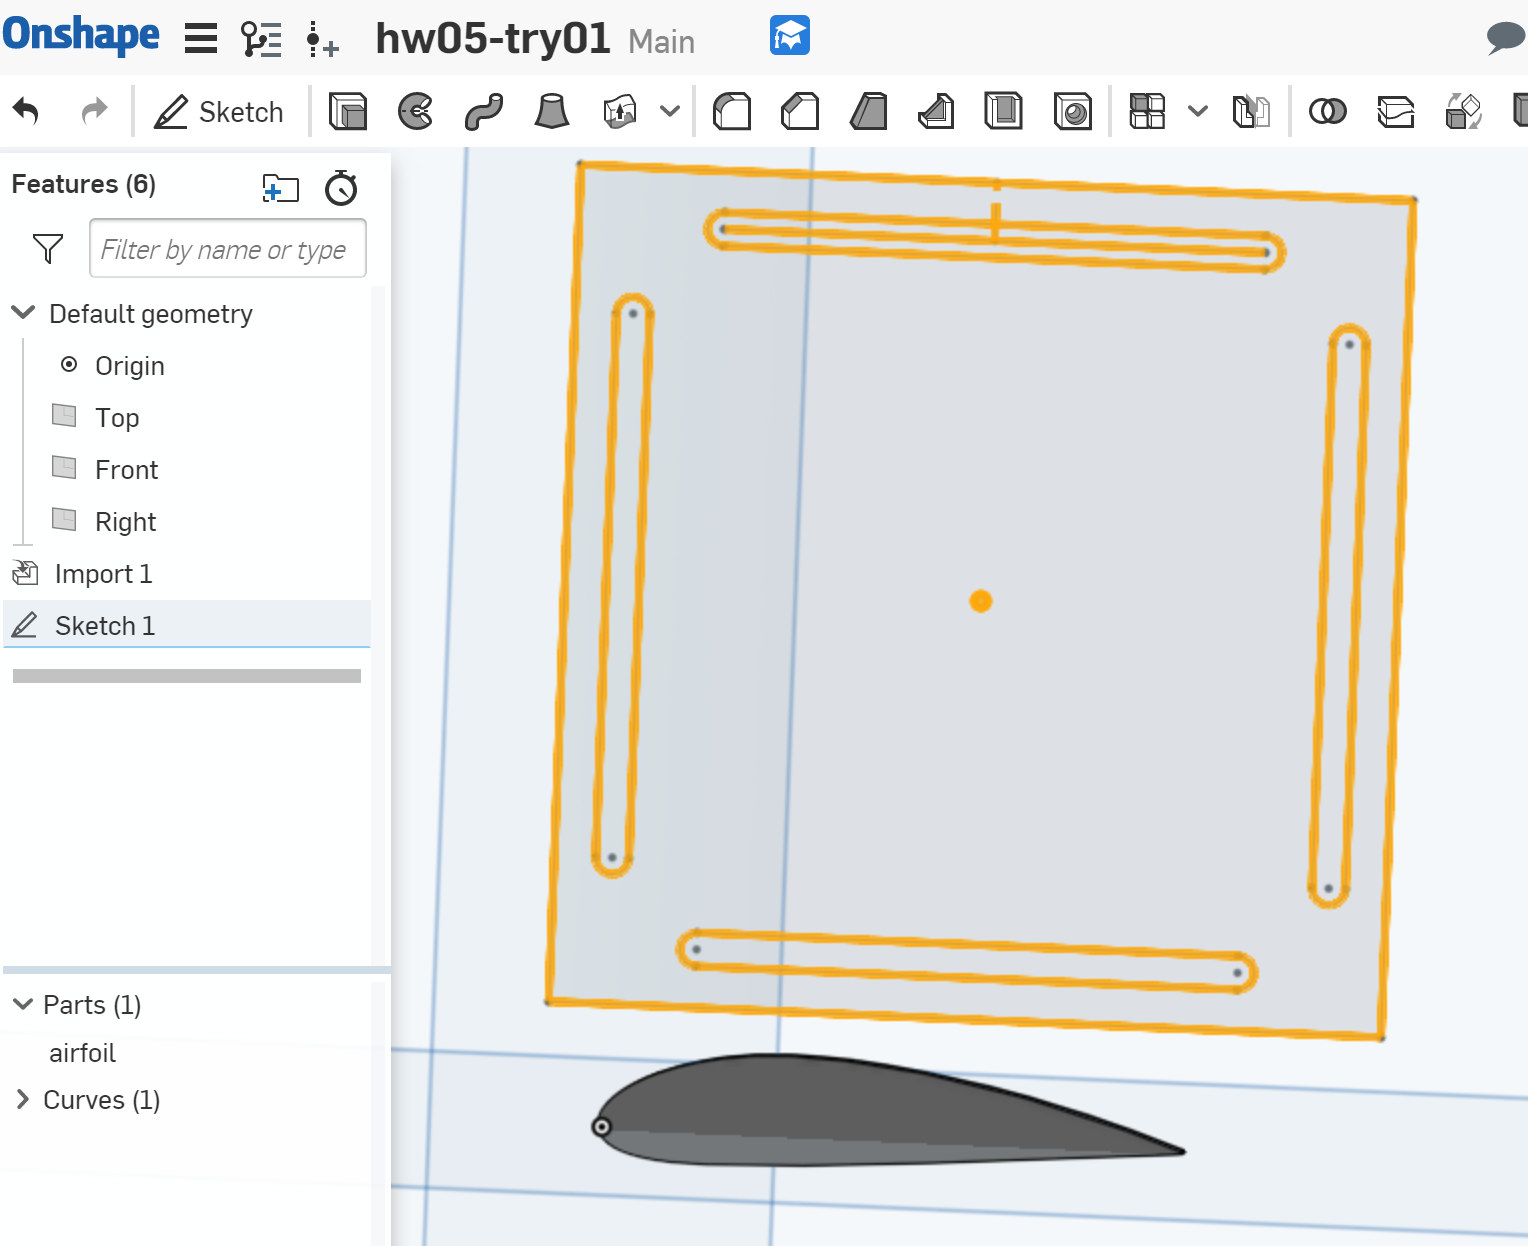 Onshape
hw05-try01 Main
Sketch
Features (6)
Filter by name or type
Default geometry
Origin
Top
Front
Right
Import 1
Sketch 1
Parts (1)
airfoil
Curves (1)